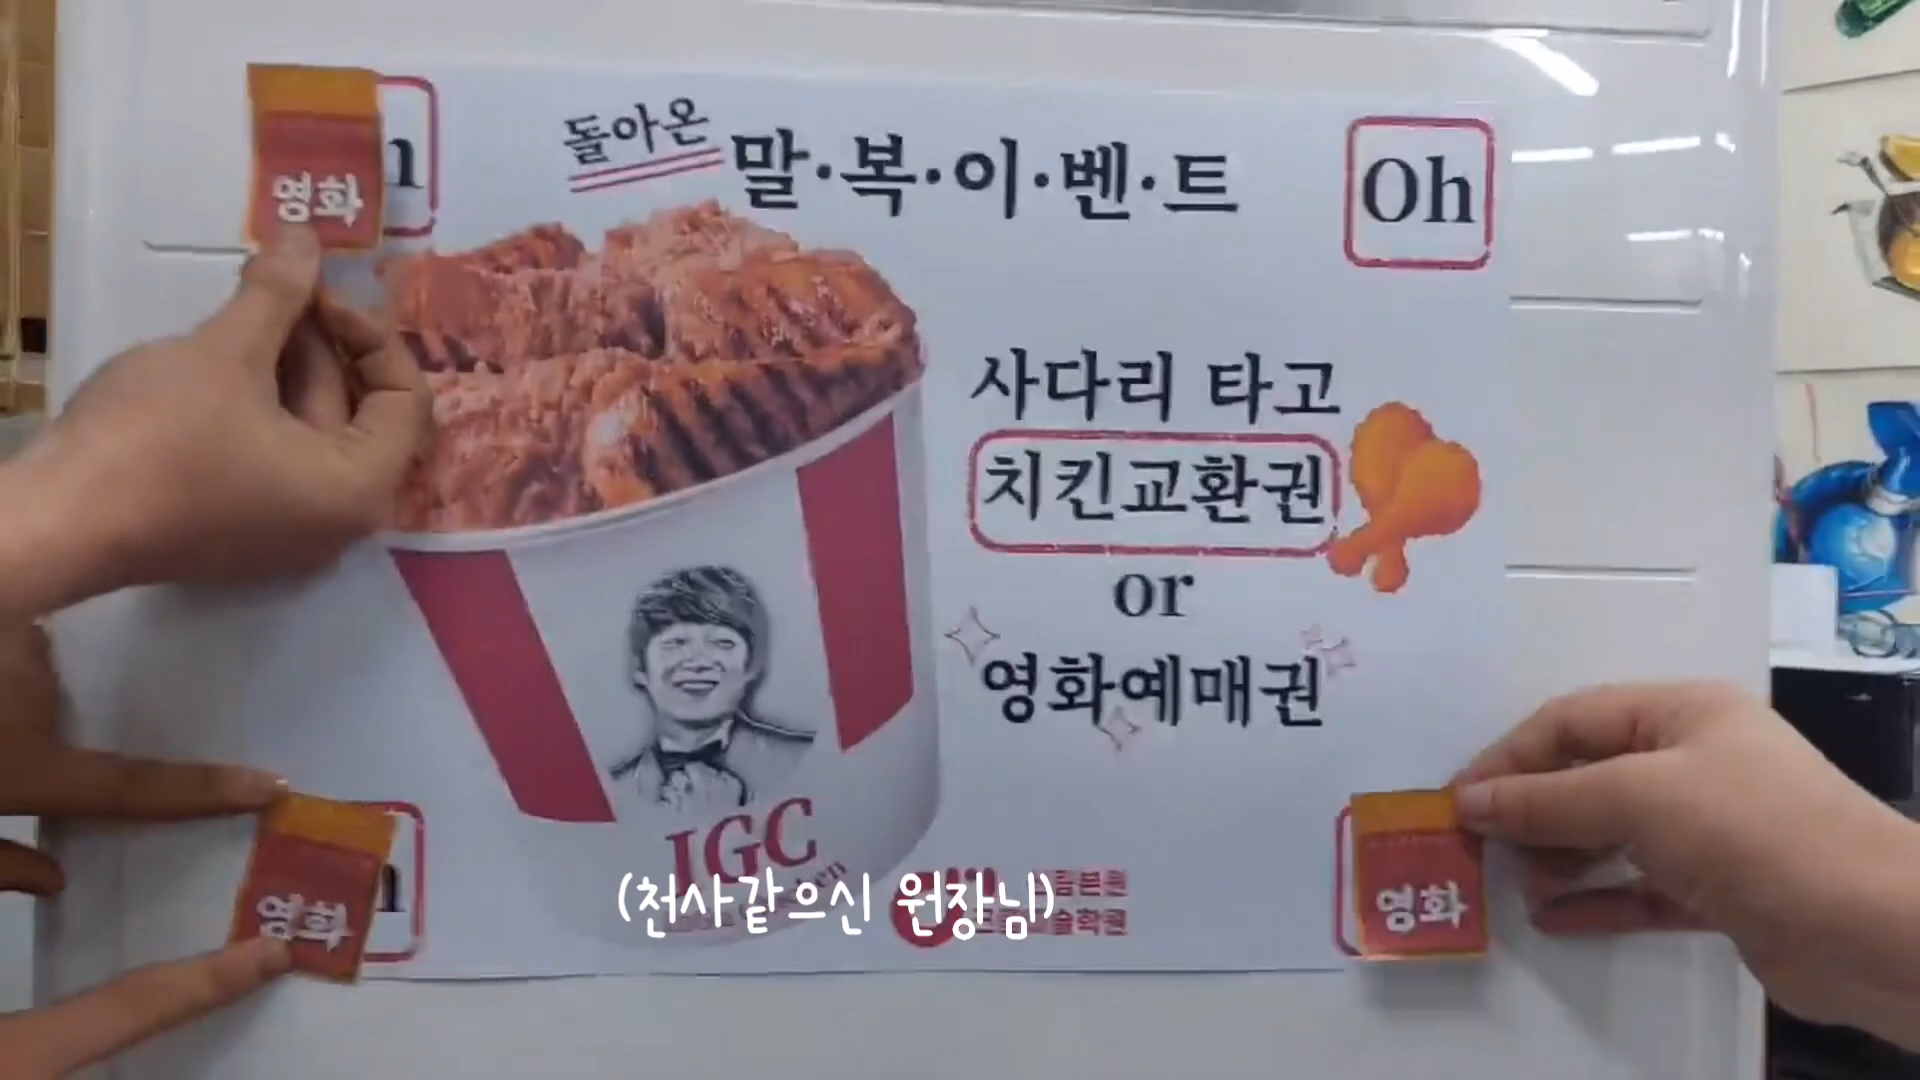 영화
돌아온
말·복·이·벤·트
Oh
사다리 타고
치킨교환권
or
영화예매권
IGC
(천사같으신 원장님)
영화
영화